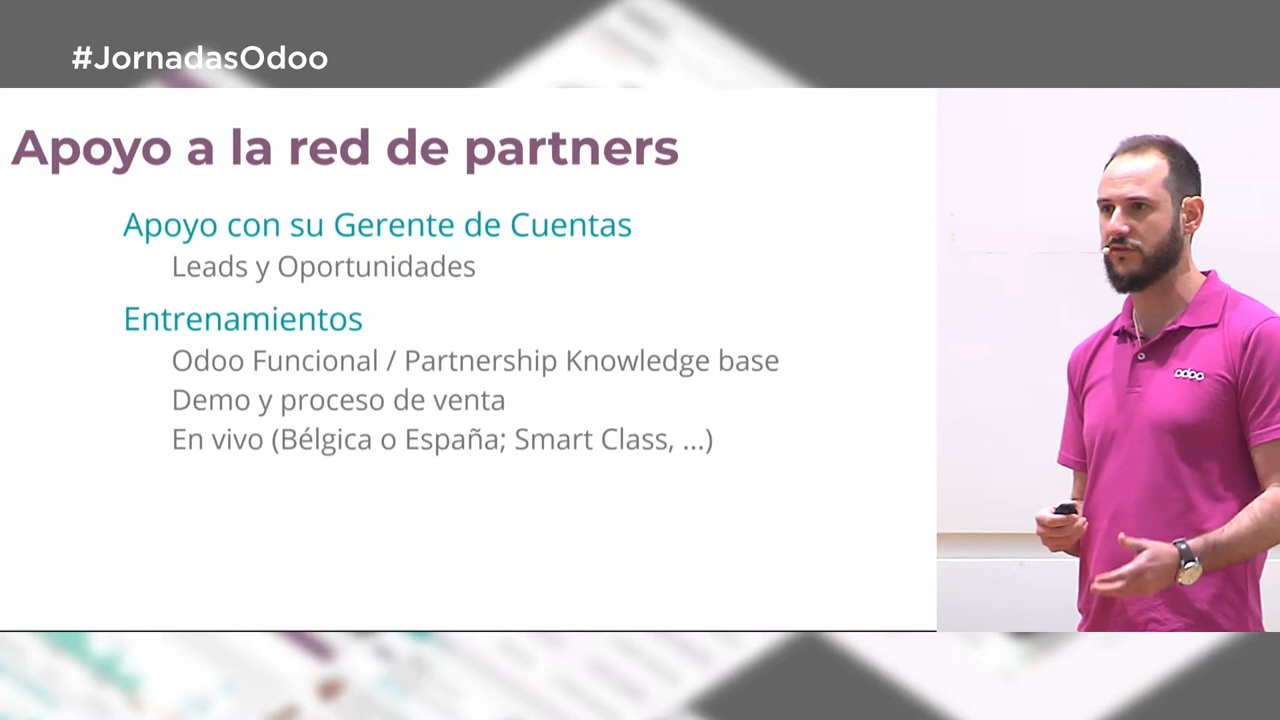 #JornadasOdoo
Apoyo a la red de partners
Apoyo con su Gerente de Cuentas
Leads y Oportunidades
Entrenamientos
Odoo Funcional / Partnership Knowledge base
Demo y proceso de venta
En vivo (Bélgica o España; Smart Class, ...)
odoo